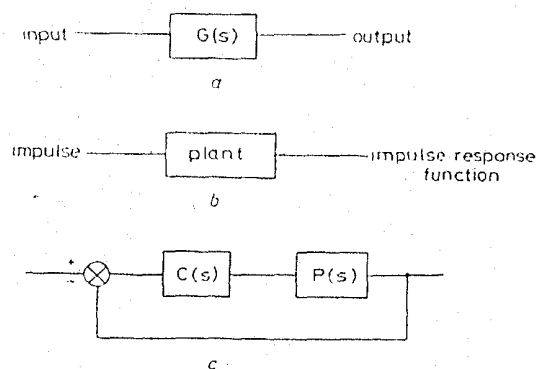 input G(s) output
a
impulse plant impulse response
function
b
+
- C(s) P(s)
c